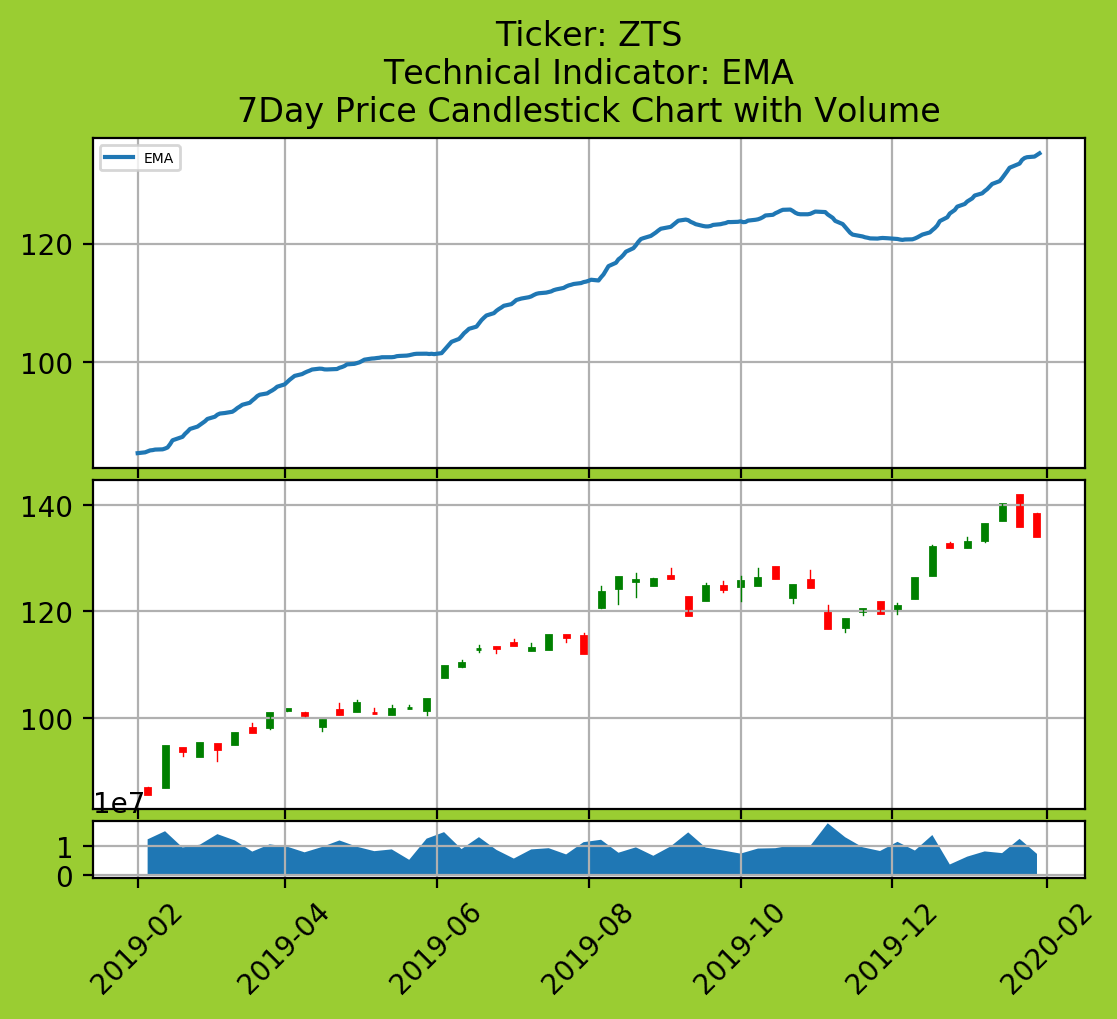 Ticker: ZTS
Technical Indicator: EMA
7Day Price Candlestick Chart with Volume
EMA
120
100
140
120
100
1e7
1
0
2019-02
2019-04
2019-06
2019-08
2019-10
2019-12
2020-02